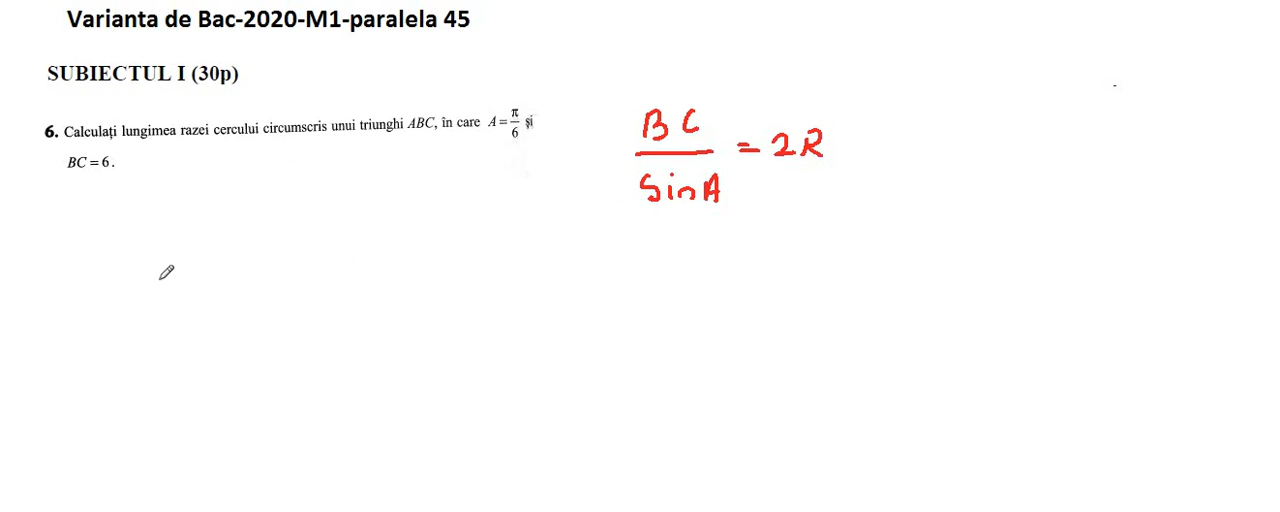 Varianta de Bac-2020-M1-paralela 45
SUBIECTUL I (30p)
6. Calculați lungimea razei cercului circumscris unui triunghi ABC, în care A = π/6 și
BC = 6.
BC/sinA = 2R